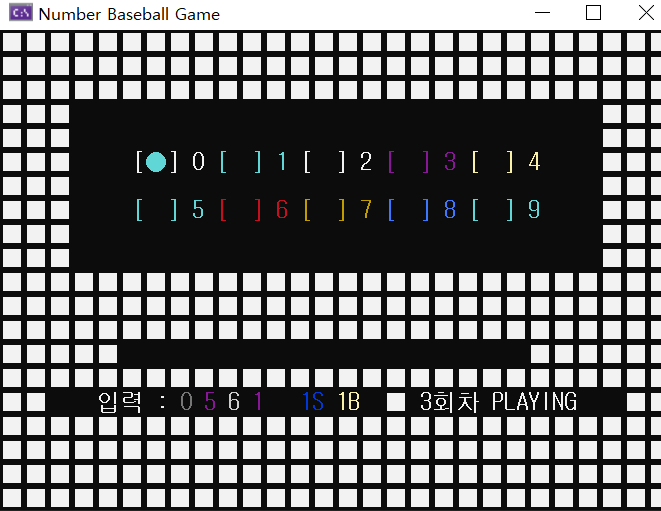 Number Baseball Game
[●] 0 [ ] 1 [ ] 2 [ ] 3 [ ] 4
[ ] 5 [ ] 6 [ ] 7 [ ] 8 [ ] 9
입력 : 0 5 6 1 1S 1B 3회차 PLAYING